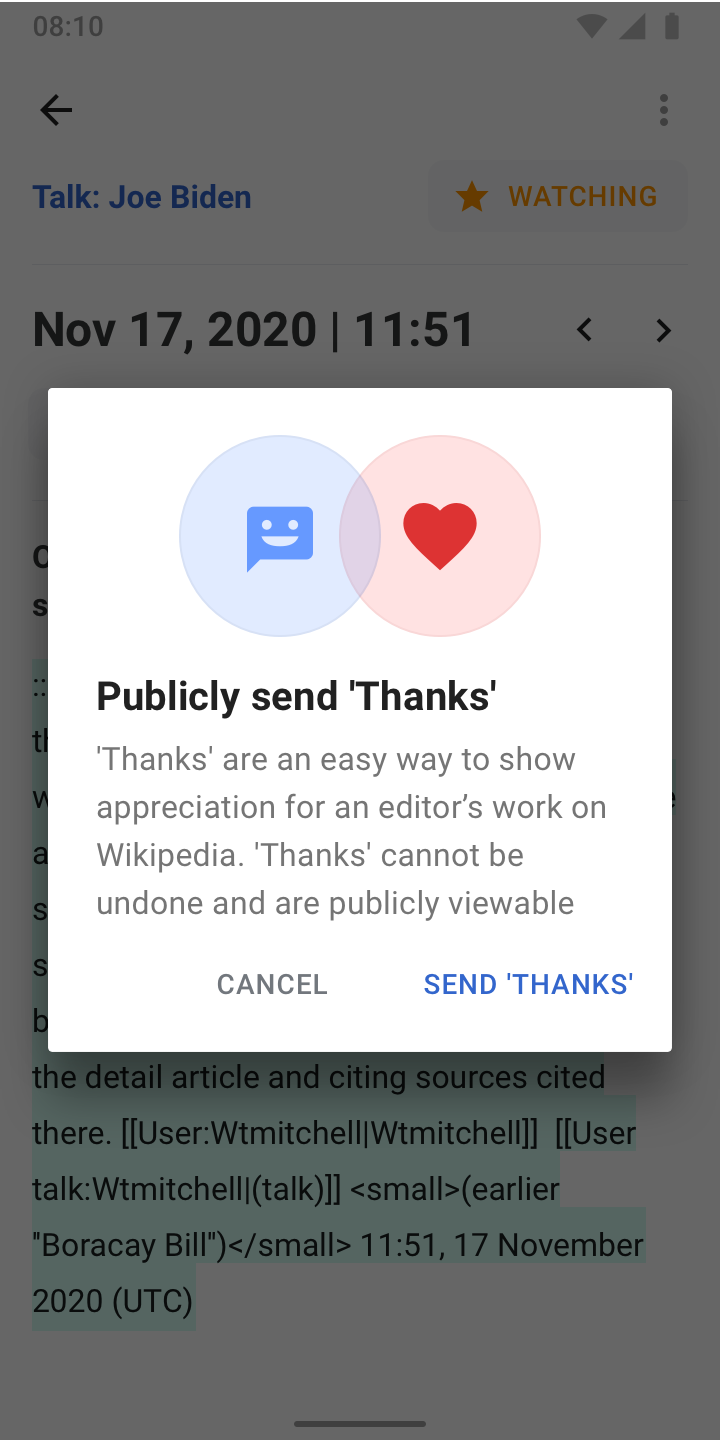 08:10
Talk: Joe Biden
WATCHING
Nov 17, 2020 | 11:51
Publicly send 'Thanks'
'Thanks' are an easy way to show
appreciation for an editor’s work on
Wikipedia. 'Thanks' cannot be
undone and are publicly viewable
CANCEL
SEND 'THANKS'
the detail article and citing sources cited
there. [[User:Wtmitchell|Wtmitchell]]  [[User
talk:Wtmitchell|(talk)]] <small>(earlier
"Boracay Bill")</small> 11:51, 17 November
2020 (UTC)